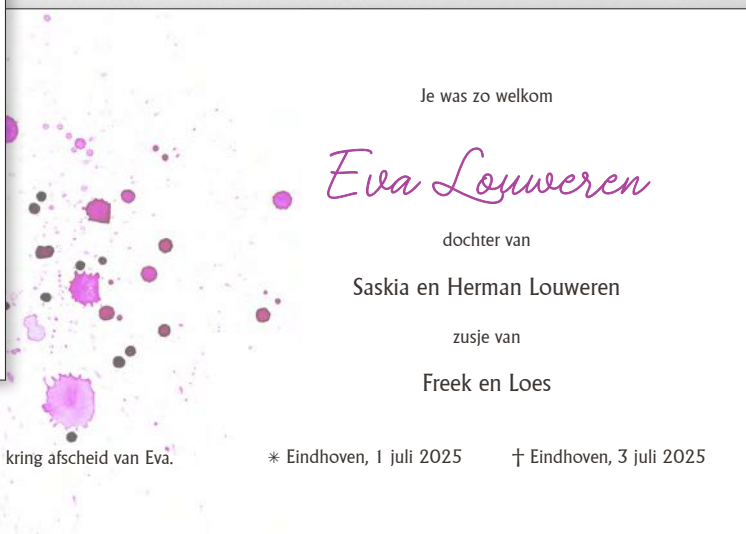 Je was zo welkom
Eva Louweren
dochter van
Saskia en Herman Louweren
zusje van
Freek en Loes
kring afscheid van Eva.
✳ Eindhoven, 1 juli 2025 † Eindhoven, 3 juli 2025